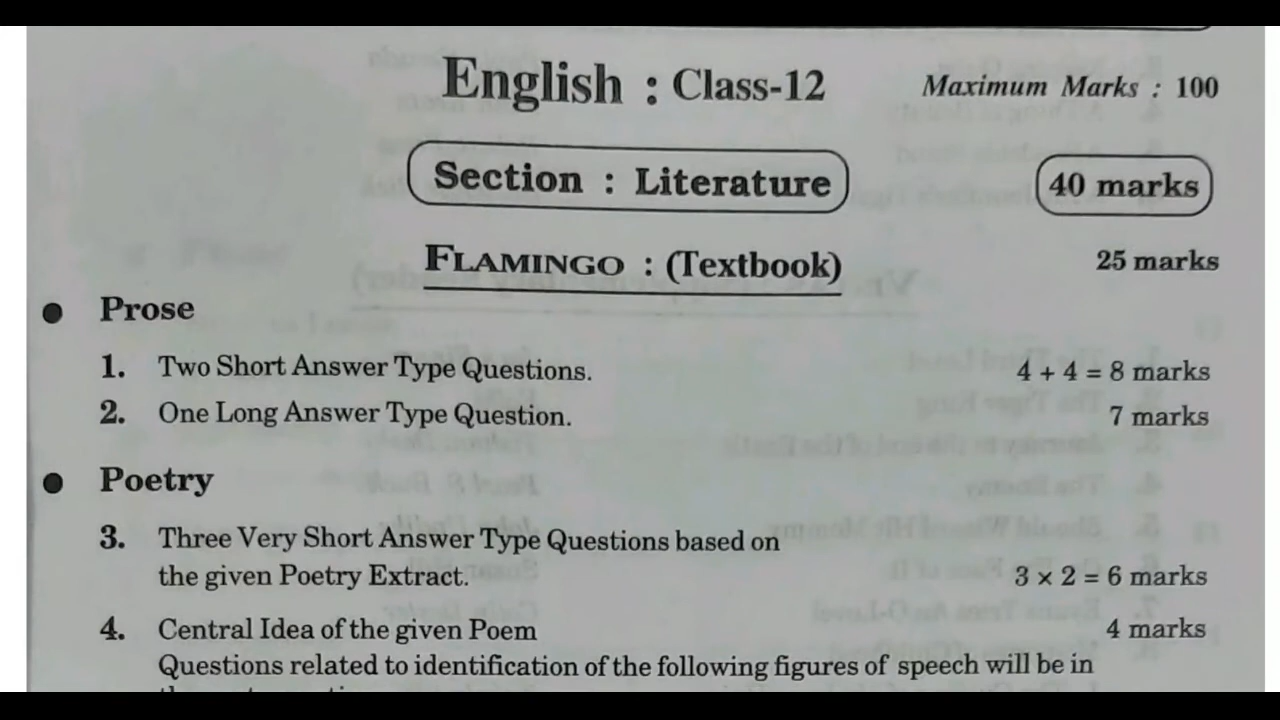 English : Class-12 Maximum Marks : 100
Section : Literature 40 marks
FLAMINGO : (Textbook) 25 marks
● Prose
1. Two Short Answer Type Questions. 4 + 4 = 8 marks
2. One Long Answer Type Question. 7 marks
● Poetry
3. Three Very Short Answer Type Questions based on
the given Poetry Extract. 3 × 2 = 6 marks
4. Central Idea of the given Poem 4 marks
Questions related to identification of the following figures of speech will be in